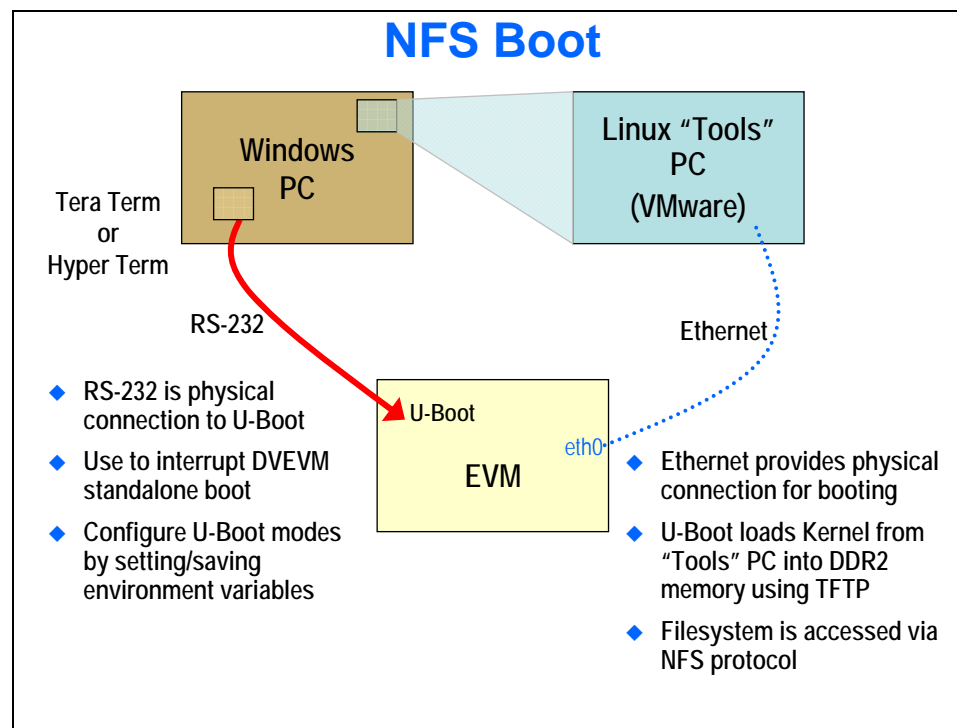 NFS Boot
Windows
PC
Linux “Tools”
PC
(VMware)
Tera Term
or
Hyper Term
RS-232
Ethernet
U-Boot
eth0
EVM
◆ RS-232 is physical
connection to U-Boot
◆ Use to interrupt DVEVM
standalone boot
◆ Configure U-Boot modes
by setting/saving
environment variables
◆ Ethernet provides physical
connection for booting
◆ U-Boot loads Kernel from
“Tools” PC into DDR2
memory using TFTP
◆ Filesystem is accessed via
NFS protocol